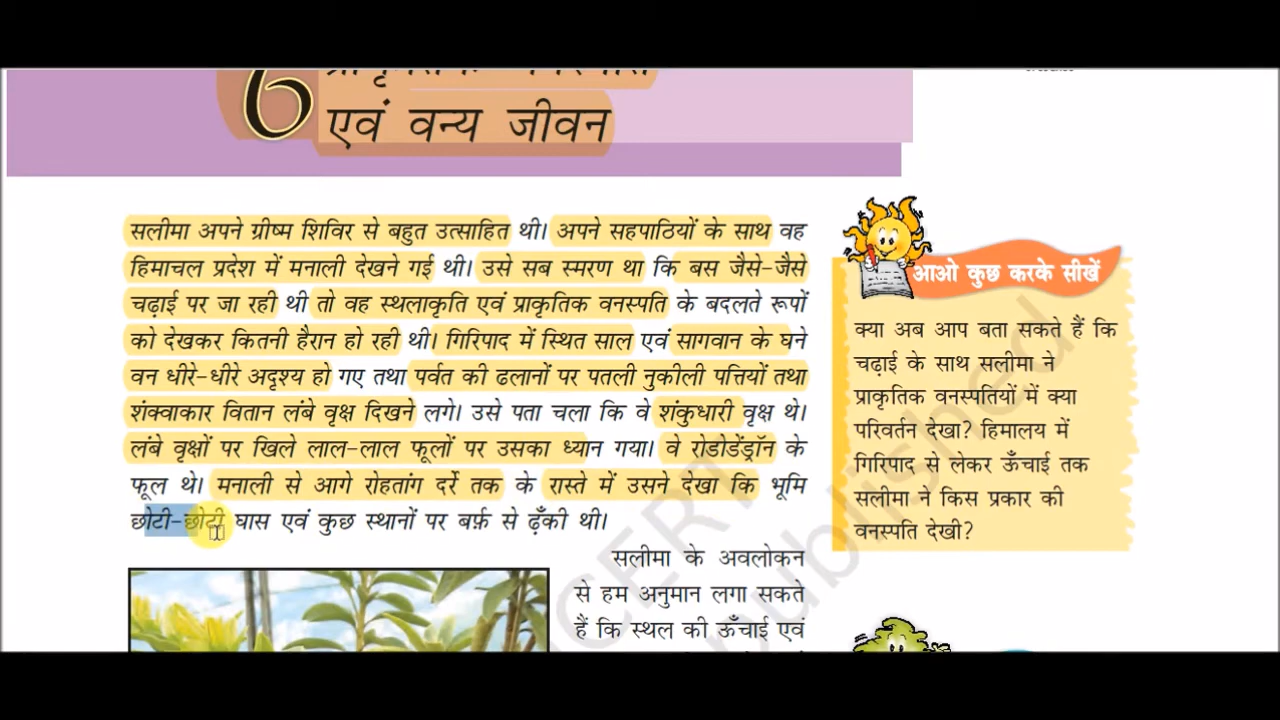 6
एवं वन्य जीवन
सलीमा अपने ग्रीष्म शिविर से बहुत उत्साहित थी। अपने सहपाठियों के साथ वह
हिमाचल प्रदेश में मनाली देखने गई थी। उसे सब स्मरण था कि बस जैसे-जैसे
चढ़ाई पर जा रही थी तो वह स्थलाकृति एवं प्राकृतिक वनस्पति के बदलते रूपों
को देखकर कितनी हैरान हो रही थी। गिरिपाद में स्थित साल एवं सागवान के घने
वन धीरे-धीरे अदृश्य हो गए तथा पर्वत की ढलानों पर पतली नुकीली पत्तियों तथा
शंक्वाकार वितान लंबे वृक्ष दिखने लगे। उसे पता चला कि वे शंकुधारी वृक्ष थे।
लंबे वृक्षों पर खिले लाल-लाल फूलों पर उसका ध्यान गया। वे रोडोडेंड्रॉन के
फूल थे। मनाली से आगे रोहतांग दर्रे तक के रास्ते में उसने देखा कि भूमि
छोटी-छोटी घास एवं कुछ स्थानों पर बर्फ़ से ढ़ँकी थी।
सलीमा के अवलोकन
से हम अनुमान लगा सकते
हैं कि स्थल की ऊँचाई एवं
आओ कुछ करके सीखें
क्या अब आप बता सकते हैं कि
चढ़ाई के साथ सलीमा ने
प्राकृतिक वनस्पतियों में क्या
परिवर्तन देखा? हिमालय में
गिरिपाद से लेकर ऊँचाई तक
सलीमा ने किस प्रकार की
वनस्पति देखी?